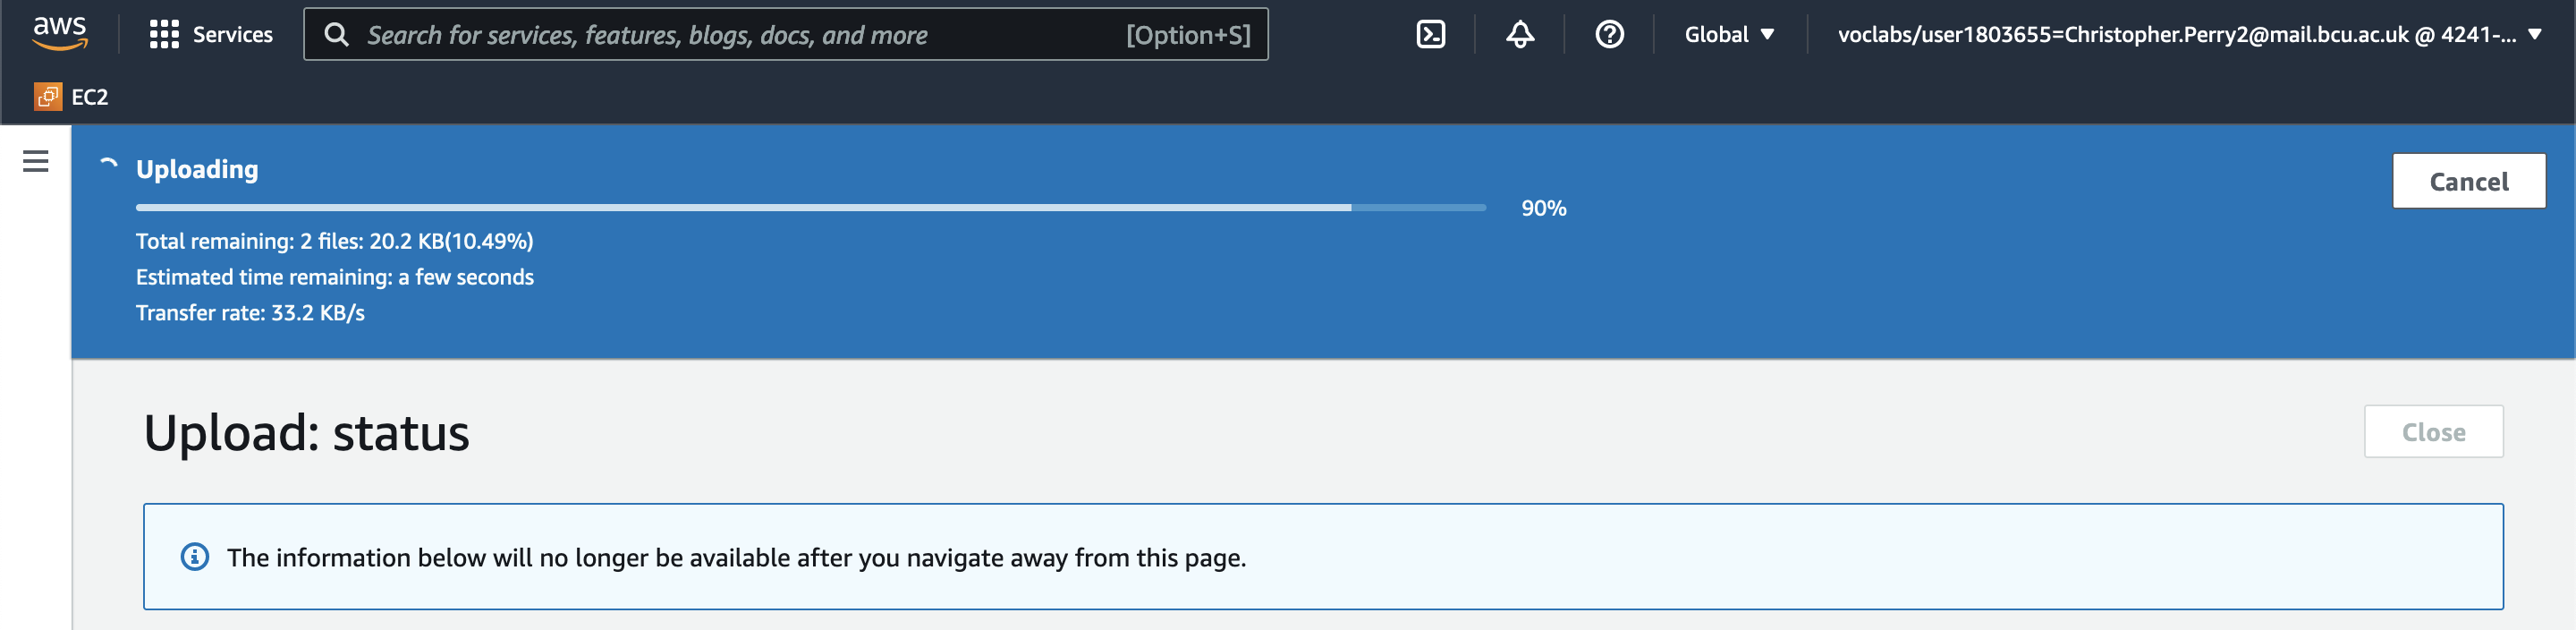 aws
Services
Search for services, features, blogs, docs, and more
[Option+S]
Global
voclabs/user1803655=Christopher.Perry2@mail.bcu.ac.uk @ 4241-...
EC2
Uploading
Cancel
90%
Total remaining: 2 files: 20.2 KB(10.49%)
Estimated time remaining: a few seconds
Transfer rate: 33.2 KB/s
Upload: status
Close
The information below will no longer be available after you navigate away from this page.